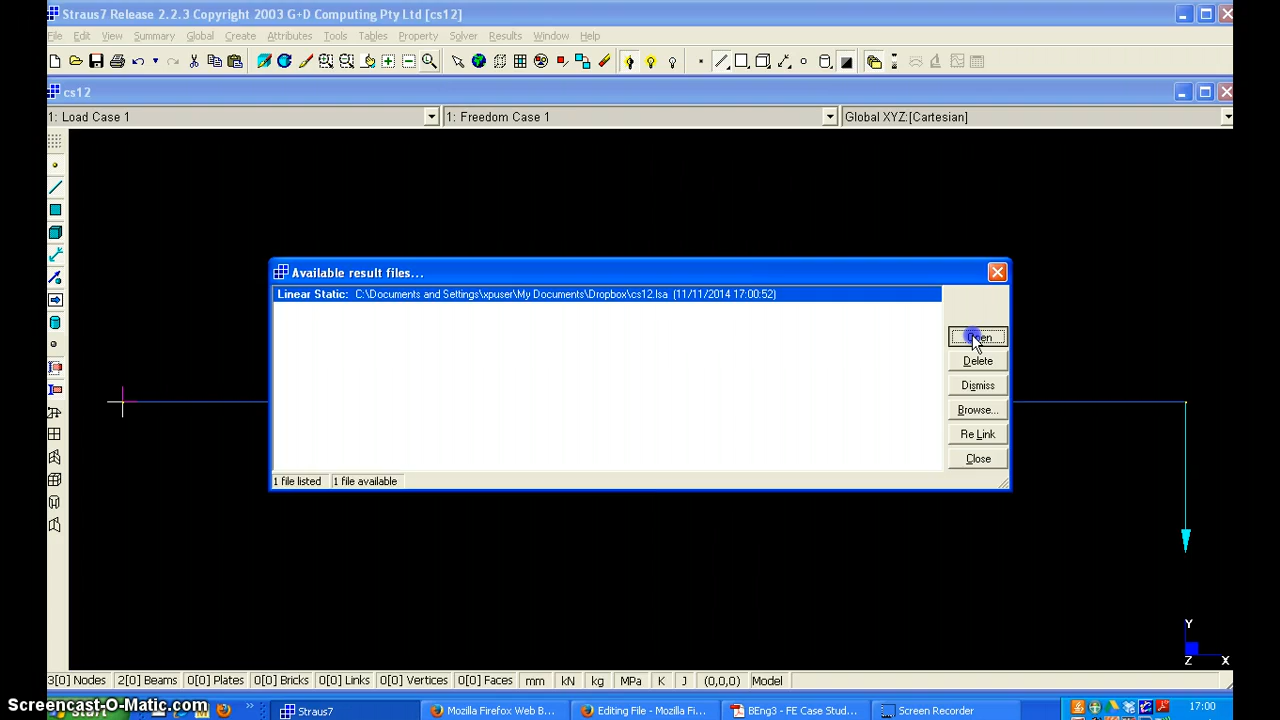 Straus7 Release 2.2.3 Copyright 2003 G+D Computing Pty Ltd [cs12]
File Edit View Summary Global Create Attributes Tools Tables Property Solver Results Window Help
cs12
1: Load Case 1
1: Freedom Case 1
Global XYZ:[Cartesian]
Available result files...
Linear Static: C:\Documents and Settings\xpuser\My Documents\Dropbox\cs12.lsa (11/11/2014 17:00:52)
Open
Delete
Dismiss
Browse...
Re Link
Close
1 file listed
1 file available
Y
Z X
3[0] Nodes 2[0] Beams 0[0] Plates 0[0] Bricks 0[0] Links 0[0] Vertices 0[0] Faces mm kN kg MPa K J (0,0,0) Model
Screencast-O-Matic.com
start
Straus7
Mozilla Firefox Web B...
Editing File - Mozilla Fi...
BEng3 - FE Case Stud...
Screen Recorder
17:00